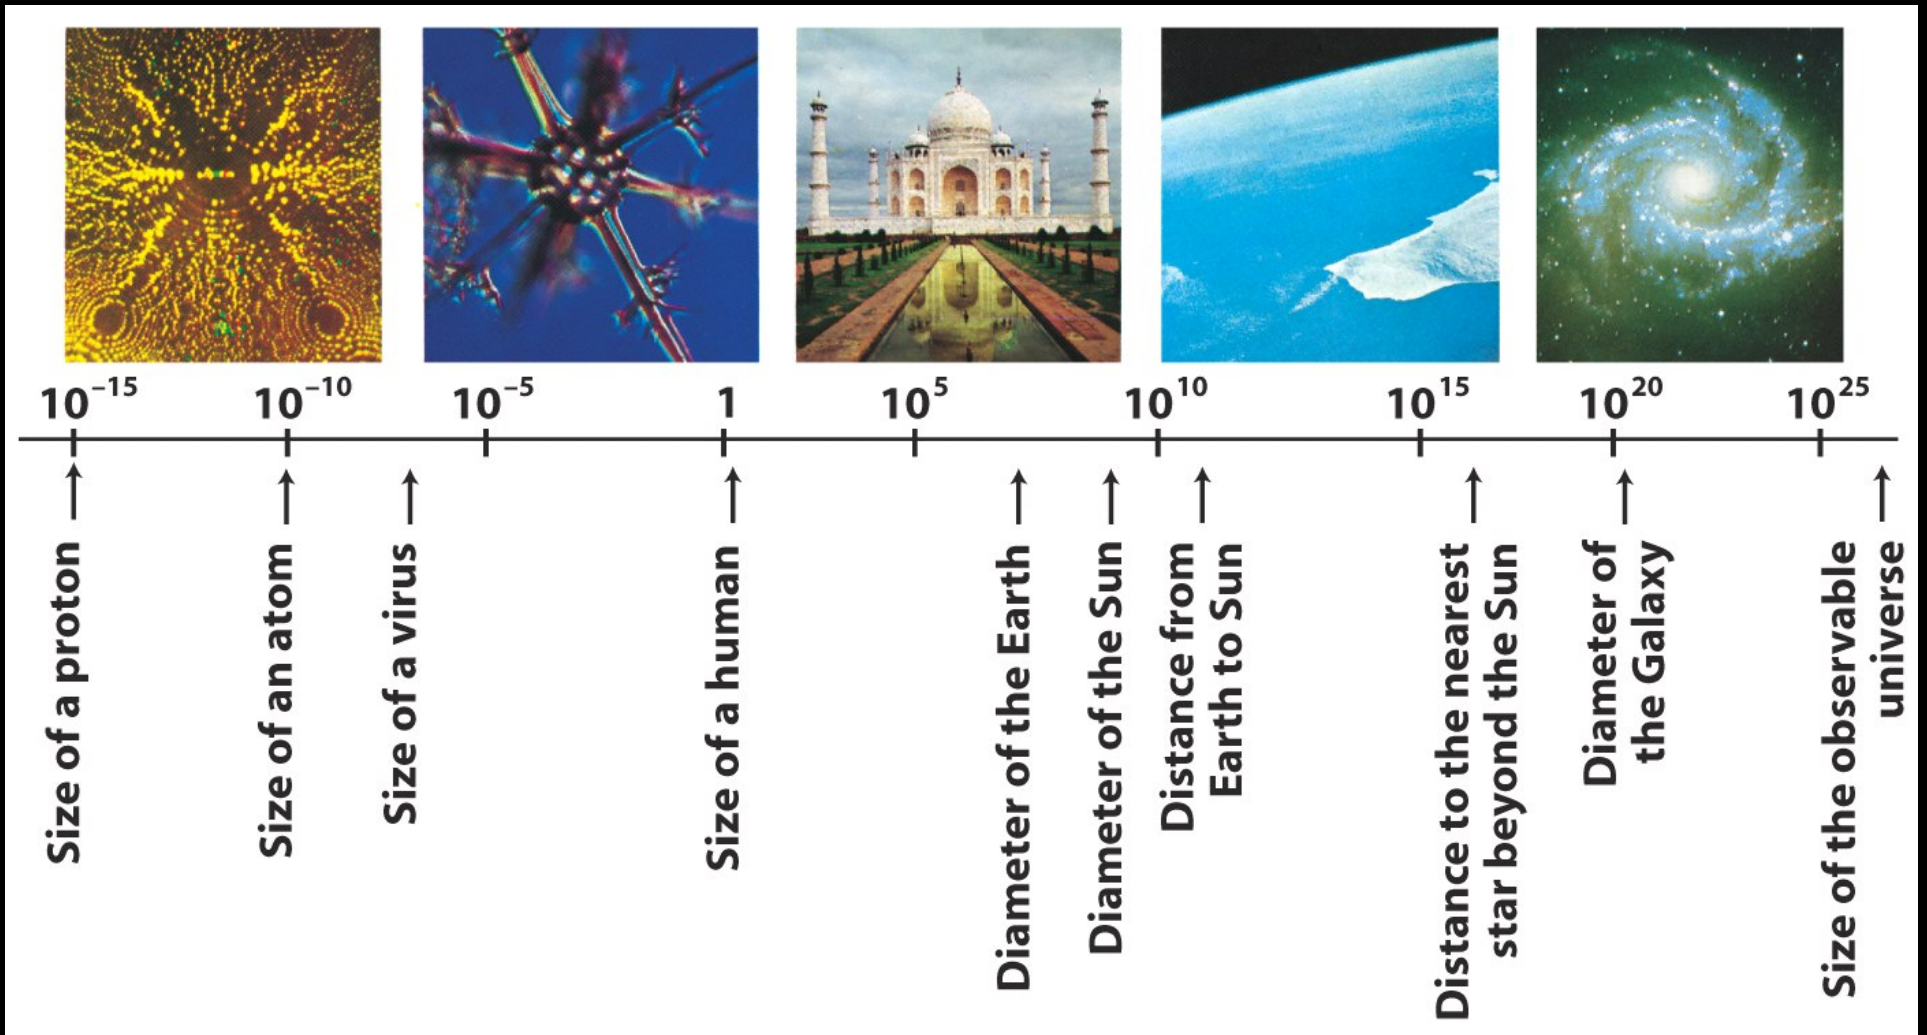 10⁻¹⁵ 10⁻¹⁰ 10⁻⁵ 1 10⁵ 10¹⁰ 10¹⁵ 10²⁰ 10²⁵
Size of a proton
Size of an atom
Size of a virus
Size of a human
Diameter of the Earth
Diameter of the Sun
Distance from
Earth to Sun
Distance to the nearest
star beyond the Sun
Diameter of
the Galaxy
Size of the observable
universe